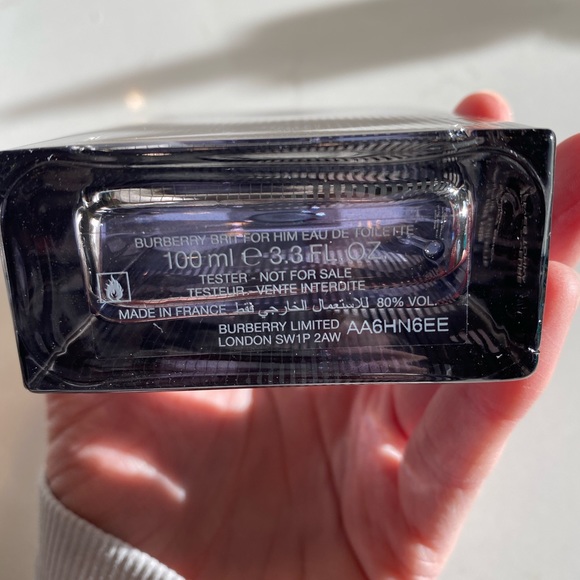 BURBERRY BRIT FOR HIM EAU DE TOILETTE
100 ml ℮ 3.3 FL. OZ.
TESTER - NOT FOR SALE
TESTEUR - VENTE INTERDITE
MADE IN FRANCE للاستعمال الخارجي فقط 80% VOL.
BURBERRY LIMITED AA6HN6EE
LONDON SW1P 2AW